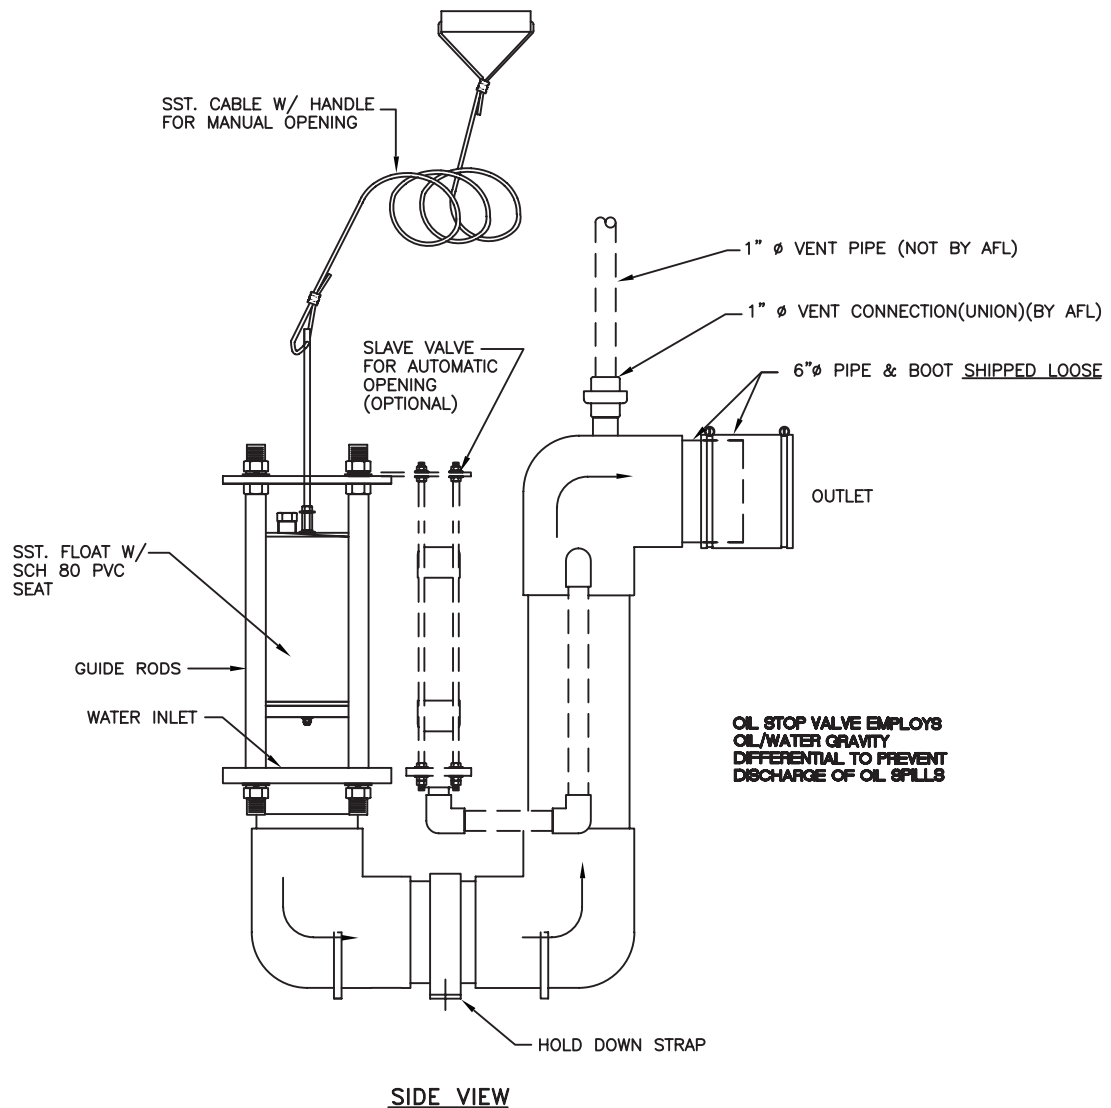 SST. CABLE W/ HANDLE
FOR MANUAL OPENING
1" ø VENT PIPE (NOT BY AFL)
1" ø VENT CONNECTION(UNION)(BY AFL)
SLAVE VALVE
FOR AUTOMATIC
OPENING
(OPTIONAL)
6"ø PIPE & BOOT SHIPPED LOOSE
OUTLET
SST. FLOAT W/
SCH 80 PVC
SEAT
GUIDE RODS
WATER INLET
OIL STOP VALVE EMPLOYS
OIL/WATER GRAVITY
DIFFERENTIAL TO PREVENT
DISCHARGE OF OIL SPILLS
HOLD DOWN STRAP
SIDE VIEW